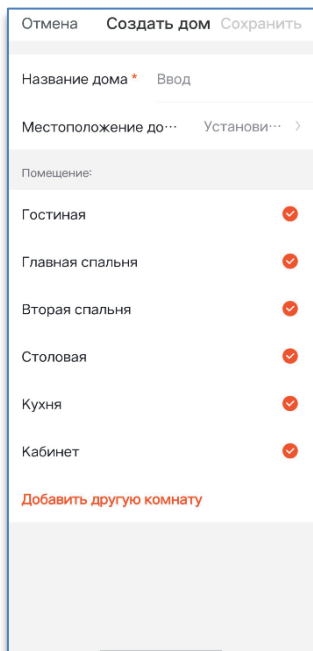 Отмена Создать дом Сохранить
Название дома * Ввод
Местоположение до··· Установи··· >
Помещение:
Гостиная
Главная спальня
Вторая спальня
Столовая
Кухня
Кабинет
Добавить другую комнату